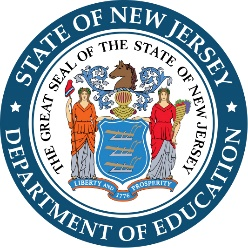 STATE OF NEW JERSEY
THE GREAT SEAL OF THE STATE OF NEW JERSEY
LIBERTY AND PROSPERITY
1776
DEPARTMENT OF EDUCATION